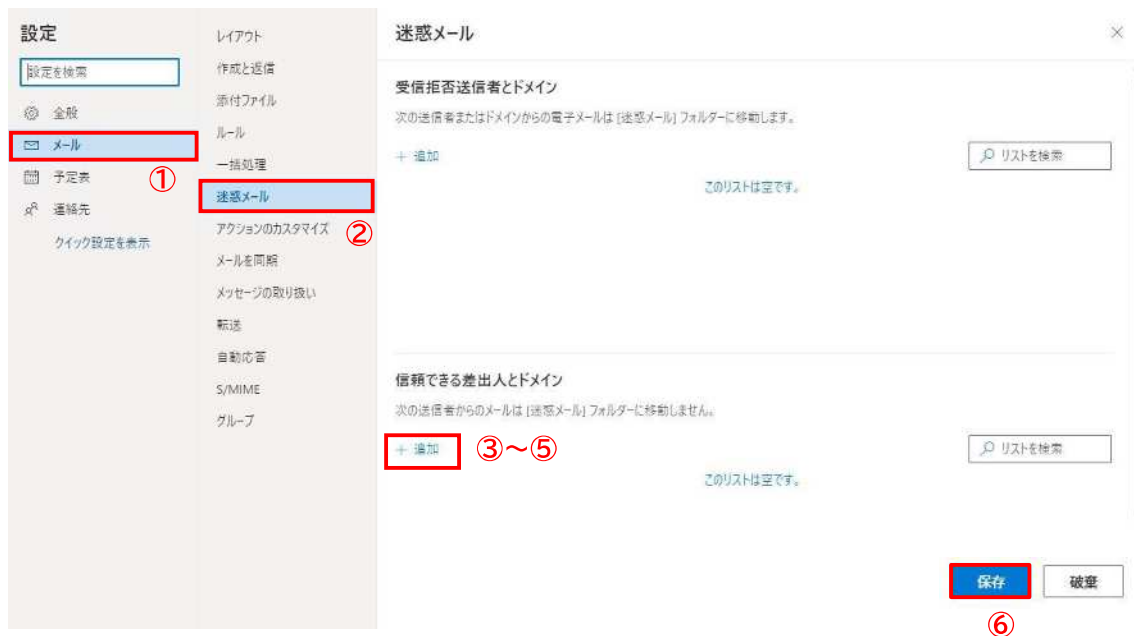 設定
設定を検索
全般
メール
①
予定表
連絡先
クイック設定を表示
レイアウト
作成と返信
添付ファイル
ルール
一括処理
迷惑メール
②
アクションのカスタマイズ
メールを同期
メッセージの取り扱い
転送
自動応答
S/MIME
グループ
迷惑メール
受信拒否送信者とドメイン
次の送信者またはドメインからの電子メールは [迷惑メール] フォルダーに移動します。
＋ 追加
リストを検索
このリストは空です。
信頼できる差出人とドメイン
次の送信者からのメールは [迷惑メール] フォルダーに移動しません。
＋ 追加
③～⑤
リストを検索
このリストは空です。
保存
破棄
⑥